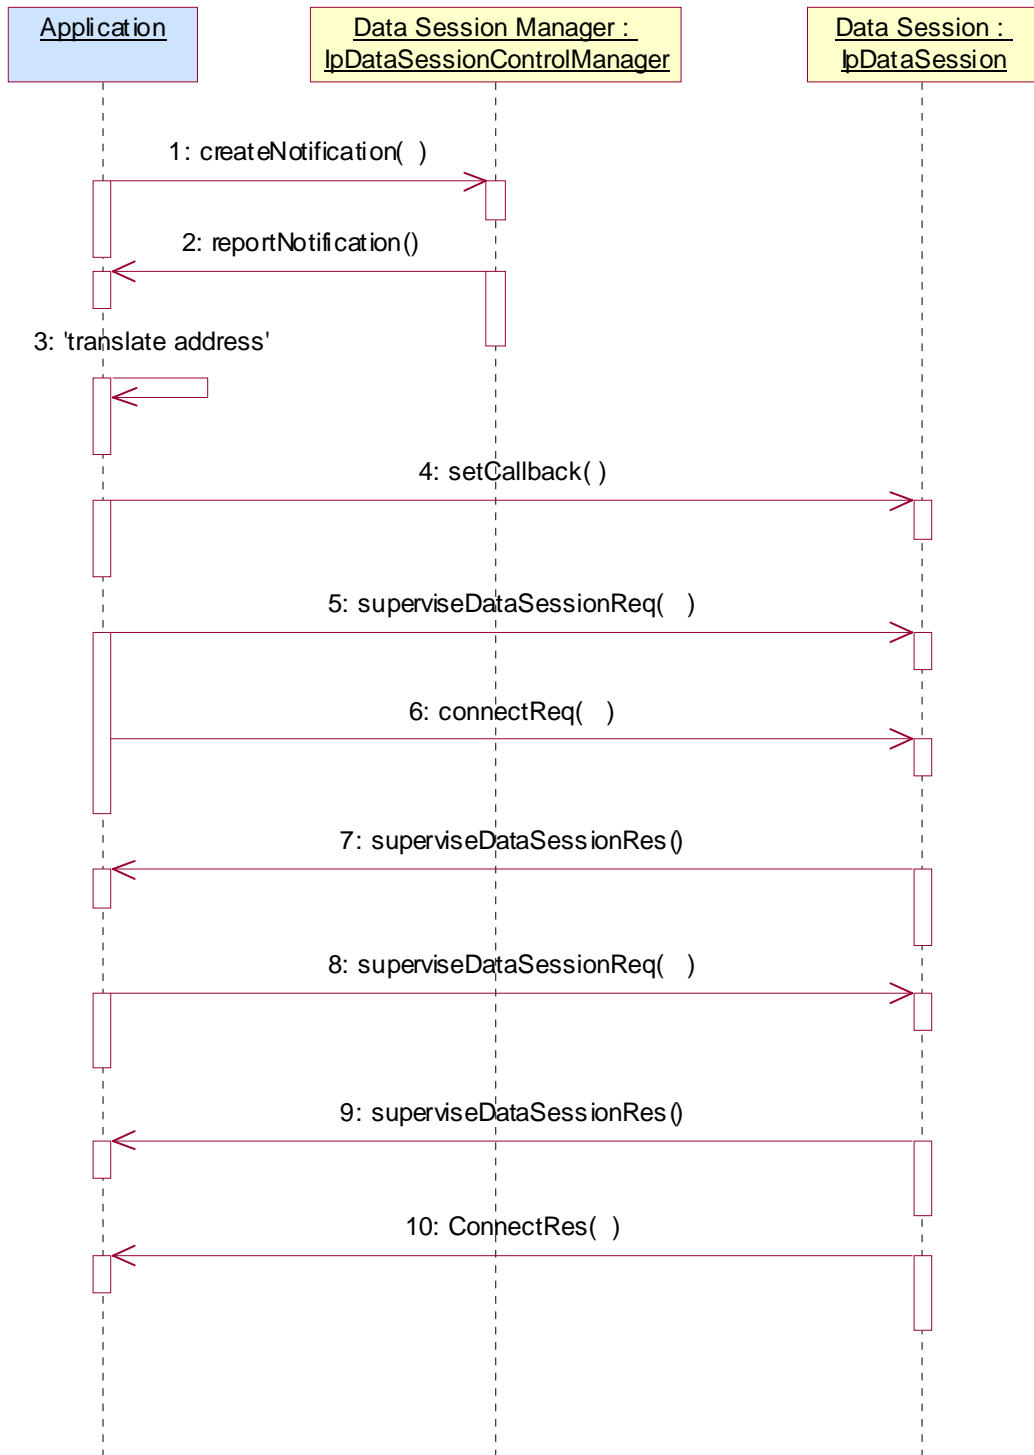 Application
Data Session Manager :
IpDataSessionControlManager
Data Session :
IpDataSession
1: createNotification( )
2: reportNotification()
3: 'translate address'
4: setCallback( )
5: superviseDataSessionReq( )
6: connectReq( )
7: superviseDataSessionRes()
8: superviseDataSessionReq( )
9: superviseDataSessionRes()
10: ConnectRes( )